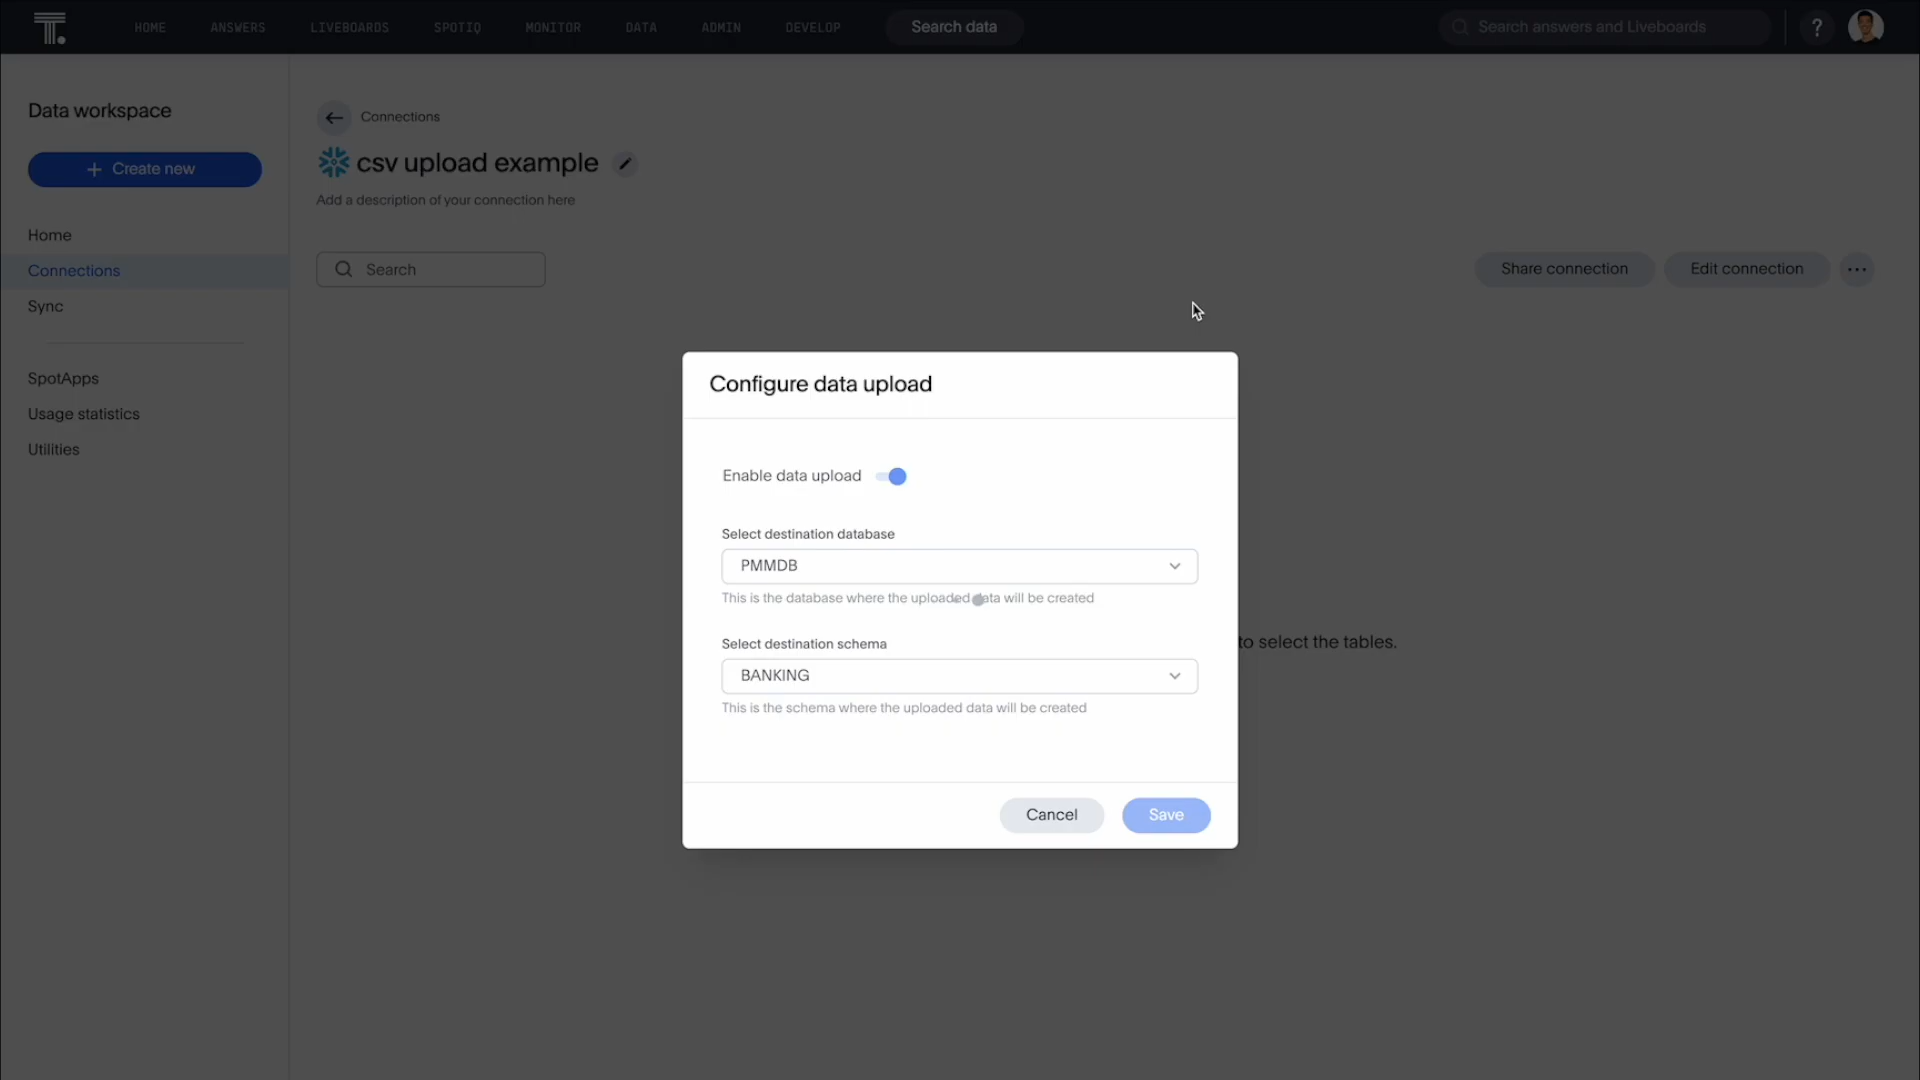 T.
HOME
ANSWERS
LIVEBOARDS
SPOTIQ
MONITOR
DATA
ADMIN
DEVELOP
Search data
Search answers and Liveboards
?
Data workspace
+ Create new
Home
Connections
Sync
SpotApps
Usage statistics
Utilities
Connections
csv upload example
Add a description of your connection here
Search
Share connection
Edit connection
Configure data upload
Enable data upload
Select destination database
PMMDB
This is the database where the uploaded data will be created
Select destination schema
BANKING
This is the schema where the uploaded data will be created
to select the tables.
Cancel
Save